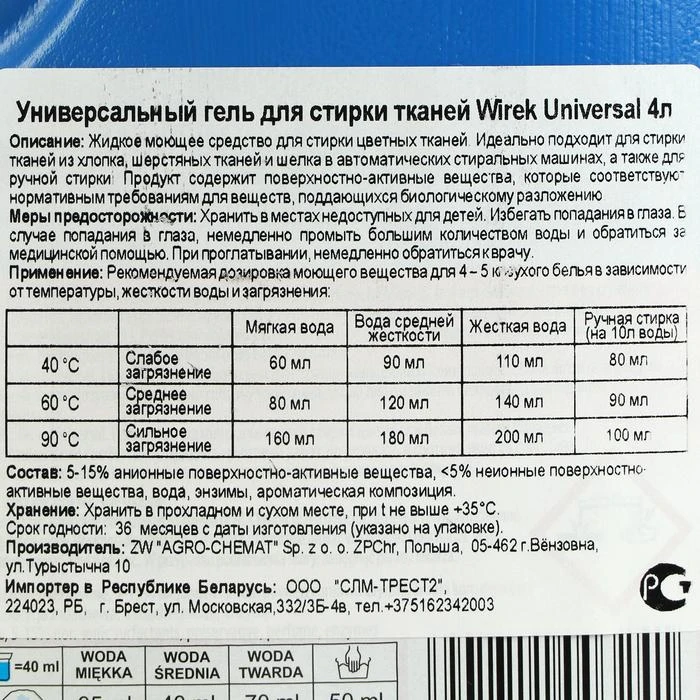 Универсальный гель для стирки тканей Wirek Universal 4л
Описание: Жидкое моющее средство для стирки цветных тканей. Идеально подходит для стирки
тканей из хлопка, шерстяных тканей и шелка в автоматических стиральных машинах, а также для
ручной стирки. Продукт содержит поверхностно-активные вещества, которые соответствуют
нормативным требованиям для веществ, поддающихся биологическому разложению
Меры предосторожности: Хранить в местах недоступных для детей. Избегать попадания в глаза. В
случае попадания в глаза, немедленно промыть большим количеством воды и обратиться за
медицинской помощью. При проглатывании, немедленно обратиться к врачу.
Применение: Рекомендуемая дозировка моющего вещества для 4 – 5 кг сухого белья в зависимости
от температуры, жесткости воды и загрязнения:
Мягкая вода Вода средней жесткости Жесткая вода Ручная стирка (на 10л воды)
40 °C Слабое загрязнение 60 мл 90 мл 110 мл 80 мл
60 °C Среднее загрязнение 80 мл 120 мл 140 мл 90 мл
90 °C Сильное загрязнение 160 мл 180 мл 200 мл 100 мл
Состав: 5-15% анионные поверхностно-активные вещества, <5% неионные поверхностно-
активные вещества, вода, энзимы, ароматическая композиция.
Хранение: Хранить в прохладном и сухом месте, при t не выше +35°C.
Срок годности: 36 месяцев с даты изготовления (указано на упаковке).
Производитель: ZW "AGRO-CHEMAT" Sp. z o. o. ZPChr, Польша, 05-462 г.Вёнзовна,
ул.Турыстычна 10
Импортер в Республике Беларусь: ООО "СЛМ-ТРЕСТ2",
224023, РБ, г. Брест, ул. Московская,332/3Б-4в, тел.+375162342003
РСТ
=40 ml WODA MIĘKKA WODA ŚREDNIA WODA TWARDA